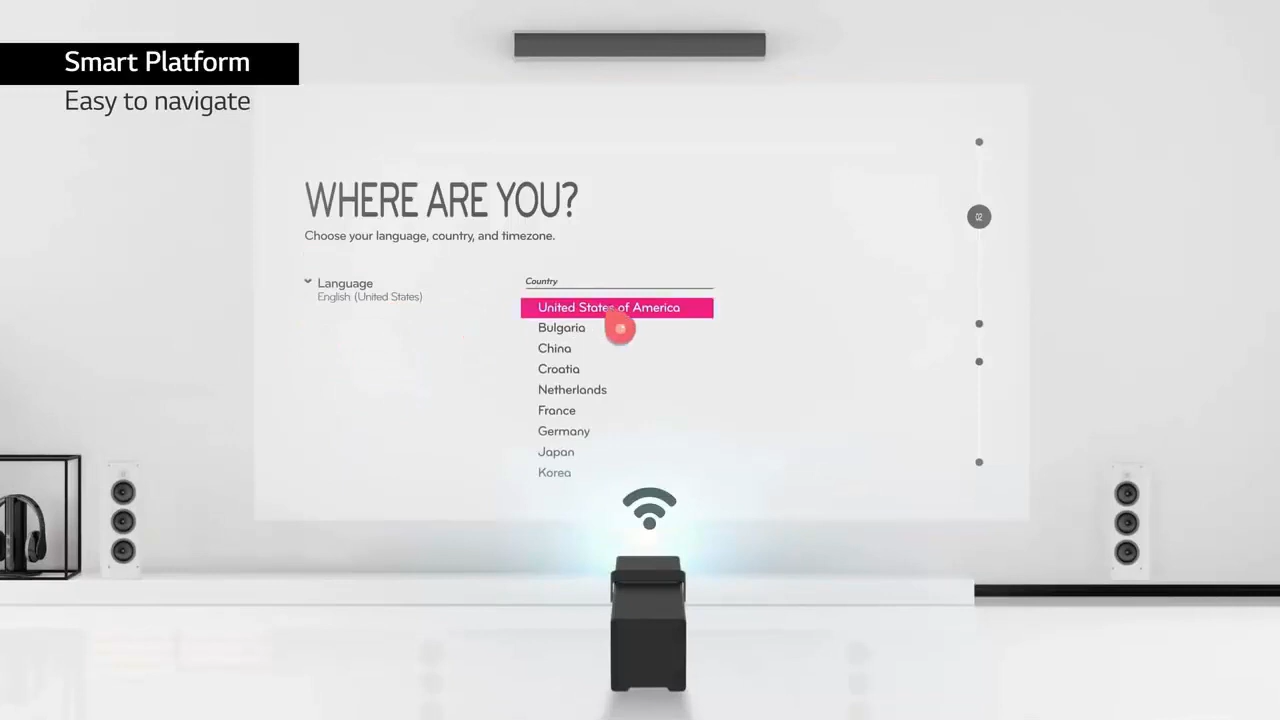 Smart Platform
Easy to navigate
WHERE ARE YOU?
Choose your language, country, and timezone.
Language
English (United States)
Country
United States of America
Bulgaria
China
Croatia
Netherlands
France
Germany
Japan
Korea
02